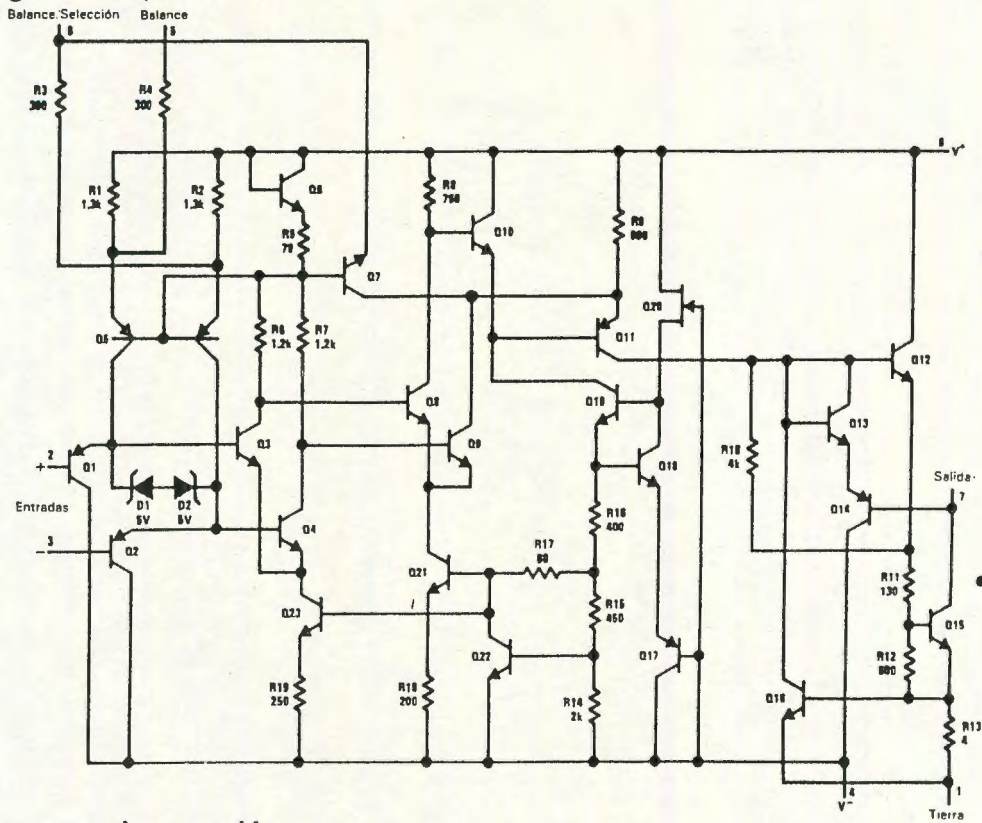 Balance/Selección Balance
6 5
R3
300
R4
300
8 V+
R1
1,3k
R2
1,3k
Q6
R8
750
R5
70
Q10
R9
600
Q7
Q20
Q5
R6
1,2k
R7
1,2k
Q11
Q12
Q8
Q19
Q3
Q9
Q18
R10
4k
Q13
2
+
Q1
Salida
7
Entradas
D1
5V
D2
5V
Q14
3
−
Q2
Q4
R16
400
R17
60
Q21
R11
130
Q23
R15
450
Q15
Q22
Q17
R12
600
R19
250
R18
200
R14
2k
Q16
R13
4
4
V−
1
Tierra